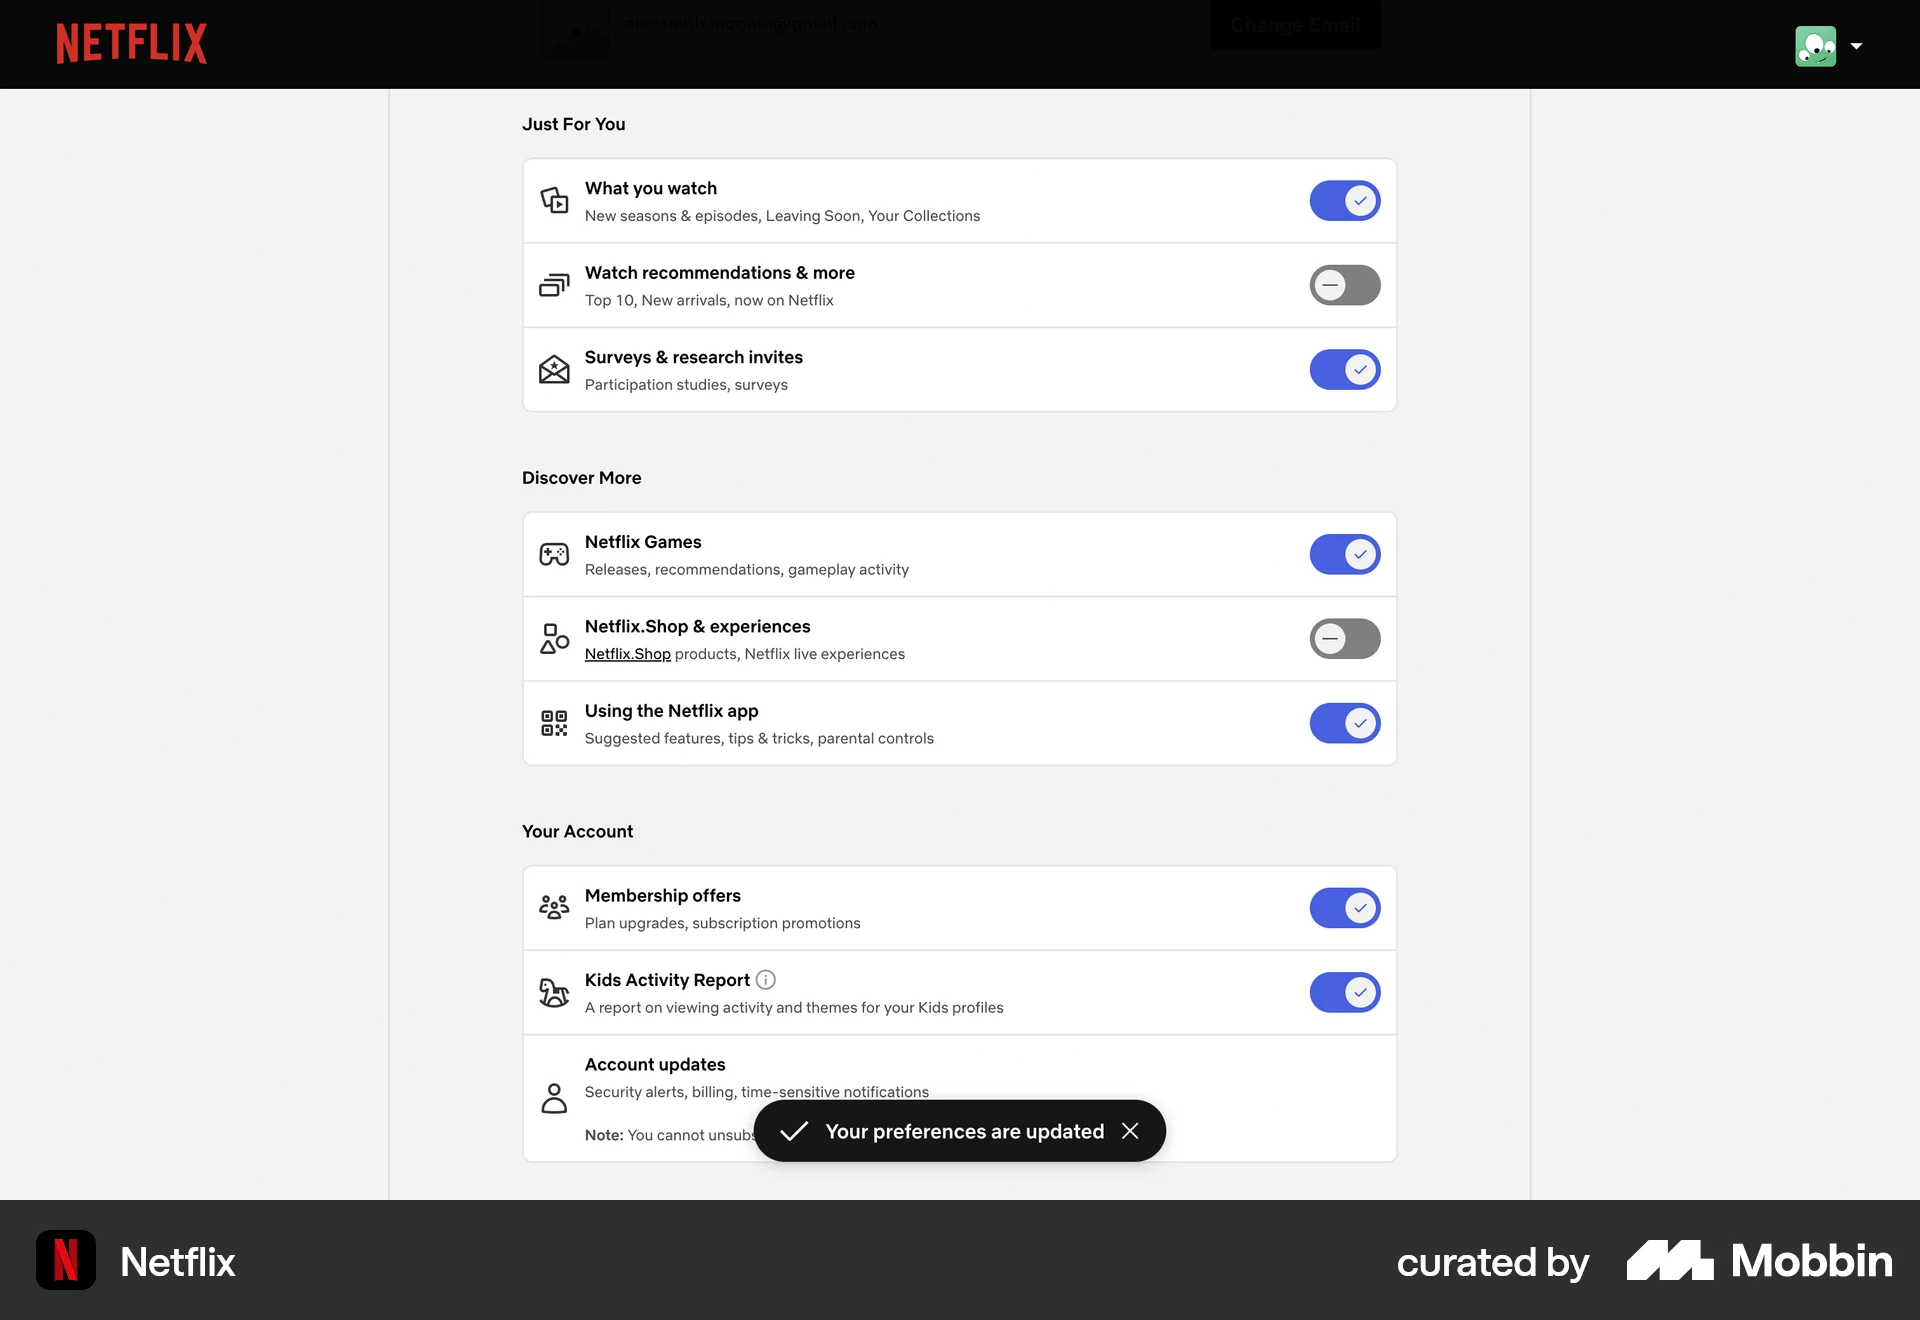 NETFLIX
Change Email
Just For You
What you watch
New seasons & episodes, Leaving Soon, Your Collections
Watch recommendations & more
Top 10, New arrivals, now on Netflix
Surveys & research invites
Participation studies, surveys
Discover More
Netflix Games
Releases, recommendations, gameplay activity
Netflix.Shop & experiences
Netflix.Shop products, Netflix live experiences
Using the Netflix app
Suggested features, tips & tricks, parental controls
Your Account
Membership offers
Plan upgrades, subscription promotions
Kids Activity Report
A report on viewing activity and themes for your Kids profiles
Account updates
Security alerts, billing, time-sensitive notifications
Note: You cannot
Your preferences are updated
Netflix
curated by Mobbin